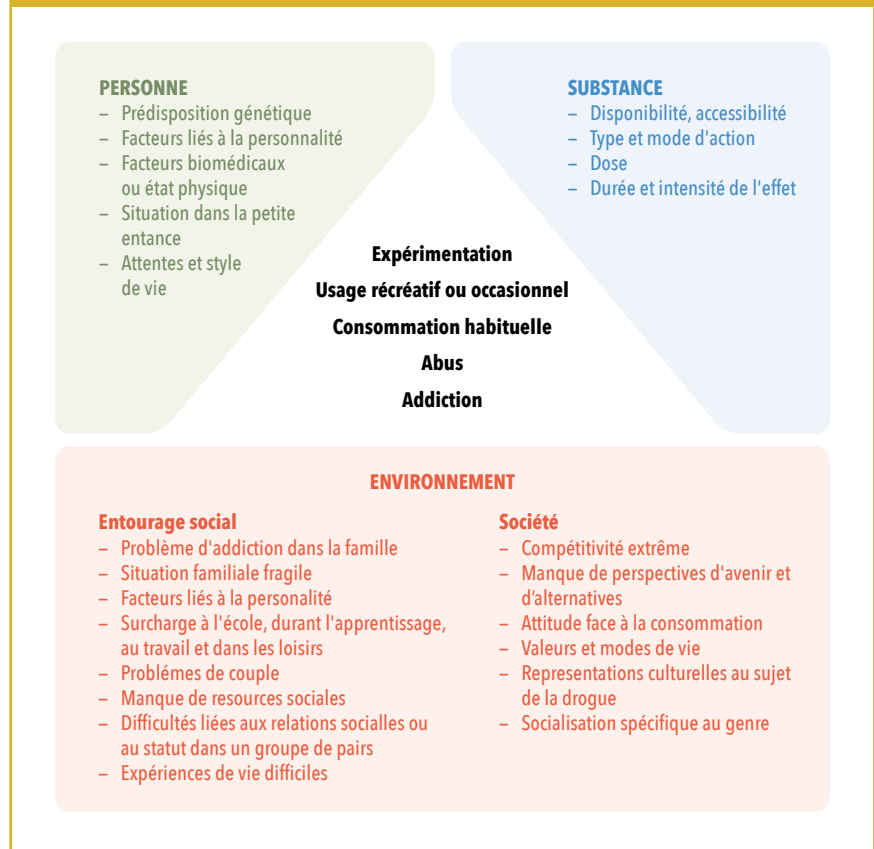 PERSONNE
– Prédisposition génétique
– Facteurs liés à la personnalité
– Facteurs biomédicaux
ou état physique
– Situation dans la petite
entance
– Attentes et style
de vie
SUBSTANCE
– Disponibilité, accessibilité
– Type et mode d'action
– Dose
– Durée et intensité de l'effet
Expérimentation
Usage récréatif ou occasionnel
Consommation habituelle
Abus
Addiction
ENVIRONNEMENT
Entourage social
– Problème d'addiction dans la famille
– Situation familiale fragile
– Facteurs liés à la personalité
– Surcharge à l'école, durant l'apprentissage,
au travail et dans les loisirs
– Problémes de couple
– Manque de resources sociales
– Difficultés liées aux relations socialles ou
au statut dans un groupe de pairs
– Expériences de vie difficiles
Société
– Compétitivité extrême
– Manque de perspectives d'avenir et
d’alternatives
– Attitude face à la consommation
– Valeurs et modes de vie
– Representations culturelles au sujet
de la drogue
– Socialisation spécifique au genre